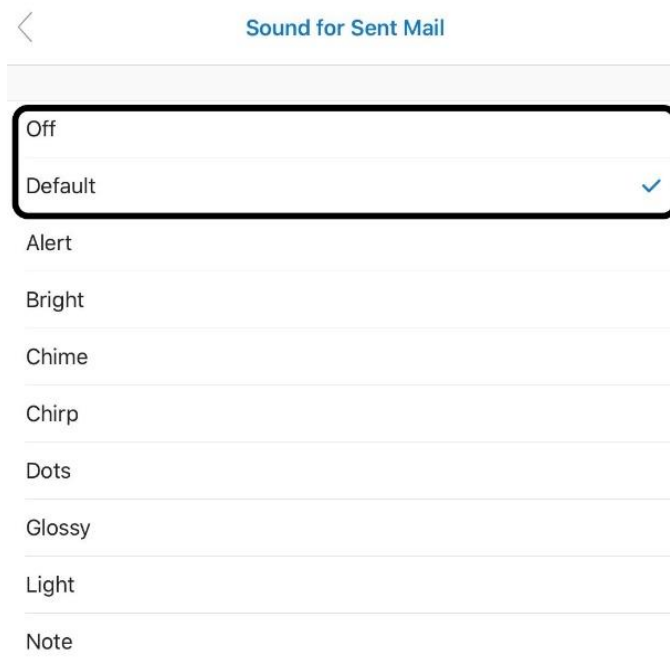 Sound for Sent Mail
Off
Default
Alert
Bright
Chime
Chirp
Dots
Glossy
Light
Note